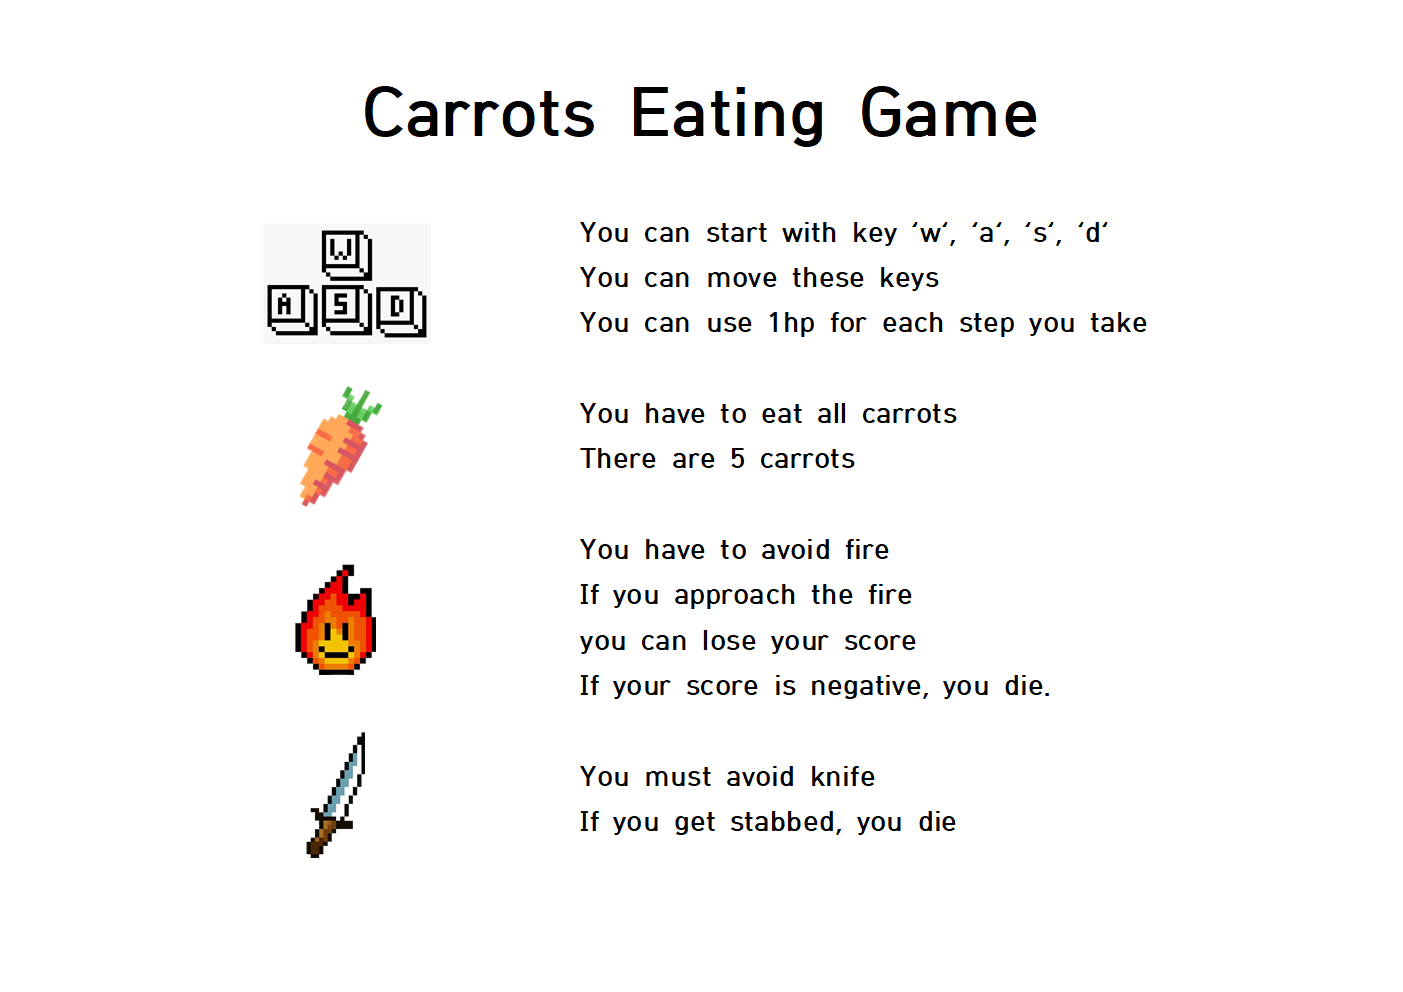 Carrots Eating Game
W
A S D
You can start with key ‘w‘, ‘a‘, ‘s‘, ‘d‘
You can move these keys
You can use 1hp for each step you take
You have to eat all carrots
There are 5 carrots
You have to avoid fire
If you approach the fire
you can lose your score
If your score is negative, you die.
You must avoid knife
If you get stabbed, you die